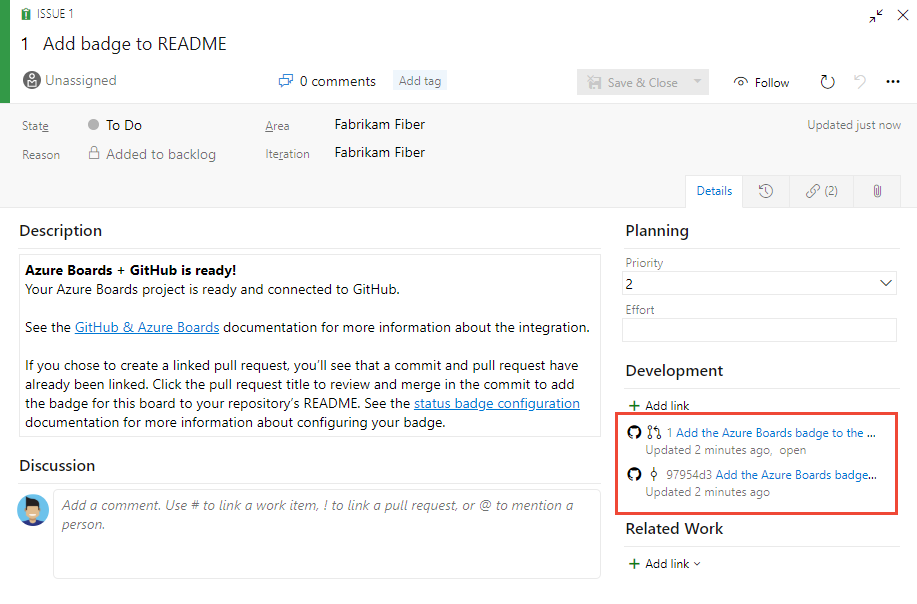 ISSUE 1
1 Add badge to README
Unassigned
0 comments
Add tag
Save & Close
Follow
State
To Do
Area
Fabrikam Fiber
Updated just now
Reason
Added to backlog
Iteration
Fabrikam Fiber
Details
(2)
Description
Azure Boards + GitHub is ready!
Your Azure Boards project is ready and connected to GitHub.
See the GitHub & Azure Boards documentation for more information about the integration.
If you chose to create a linked pull request, you'll see that a commit and pull request have
already been linked. Click the pull request title to review and merge in the commit to add
the badge for this board to your repository's README. See the status badge configuration
documentation for more information about configuring your badge.
Discussion
Add a comment. Use # to link a work item, ! to link a pull request, or @ to mention a
person.
Planning
Priority
2
Effort
Development
+ Add link
1 Add the Azure Boards badge to the ...
Updated 2 minutes ago, open
97954d3 Add the Azure Boards badge...
Updated 2 minutes ago
Related Work
+ Add link